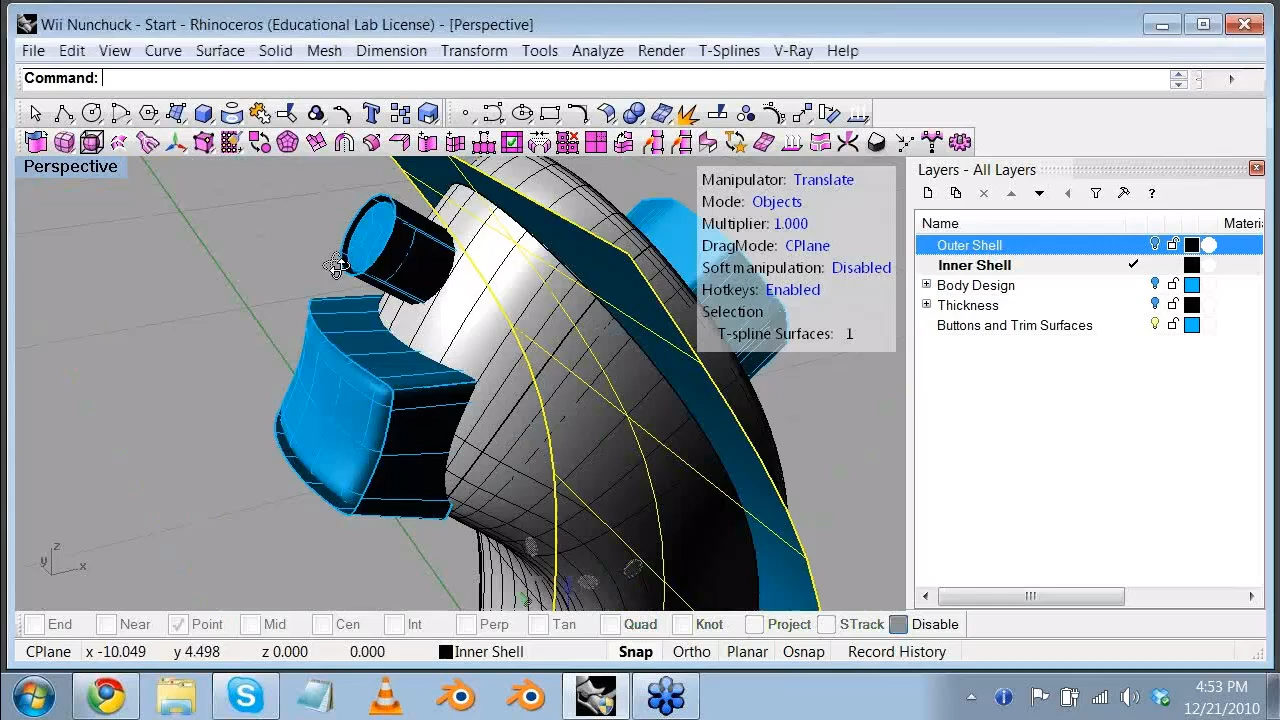 Wii Nunchuck - Start - Rhinoceros (Educational Lab License) - [Perspective]
File Edit View Curve Surface Solid Mesh Dimension Transform Tools Analyze Render T-Splines V-Ray Help
Command:
Perspective
Manipulator: Translate
Mode: Objects
Multiplier: 1.000
DragMode: CPlane
Soft manipulation: Disabled
Hotkeys: Enabled
Selection
T-spline Surfaces: 1
Layers - All Layers
Name Materi
Outer Shell
Inner Shell
Body Design
Thickness
Buttons and Trim Surfaces
z
y
x
End Near Point Mid Cen Int Perp Tan Quad Knot Project STrack Disable
CPlane x -10.049 y 4.498 z 0.000 0.000 Inner Shell Snap Ortho Planar Osnap Record History
4:53 PM
12/21/2010